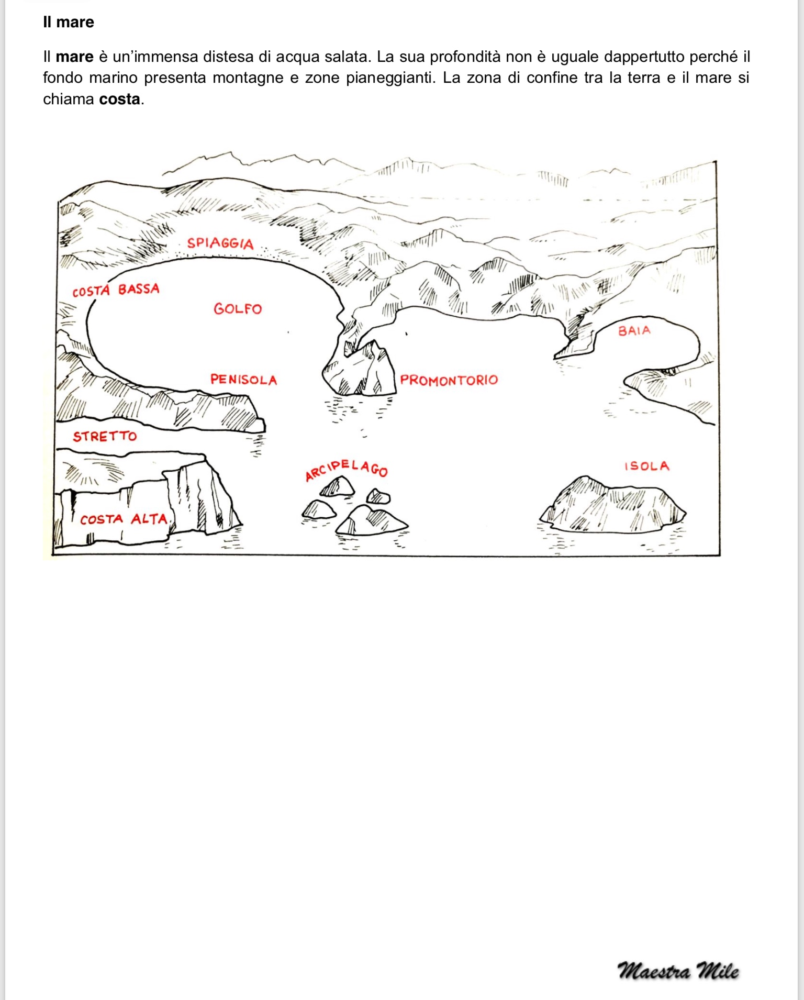 Il mare
Il mare è un’immensa distesa di acqua salata. La sua profondità non è uguale dappertutto perché il
fondo marino presenta montagne e zone pianeggianti. La zona di confine tra la terra e il mare si
chiama costa.
SPIAGGIA
COSTA BASSA
GOLFO
BAIA
PENISOLA
PROMONTORIO
STRETTO
ARCIPELAGO
ISOLA
COSTA ALTA
Maestra Mile